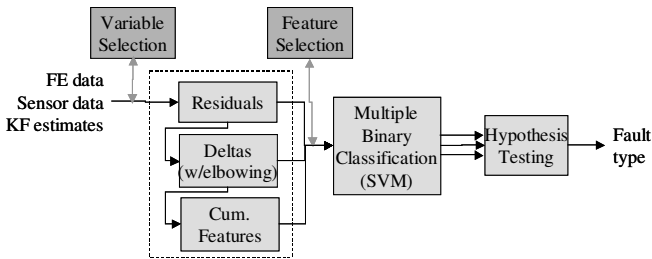 Variable
Selection
Feature
Selection
FE data
Sensor data
KF estimates
Residuals
Deltas
(w/elbowing)
Cum.
Features
Multiple
Binary
Classification
(SVM)
Hypothesis
Testing
Fault
type